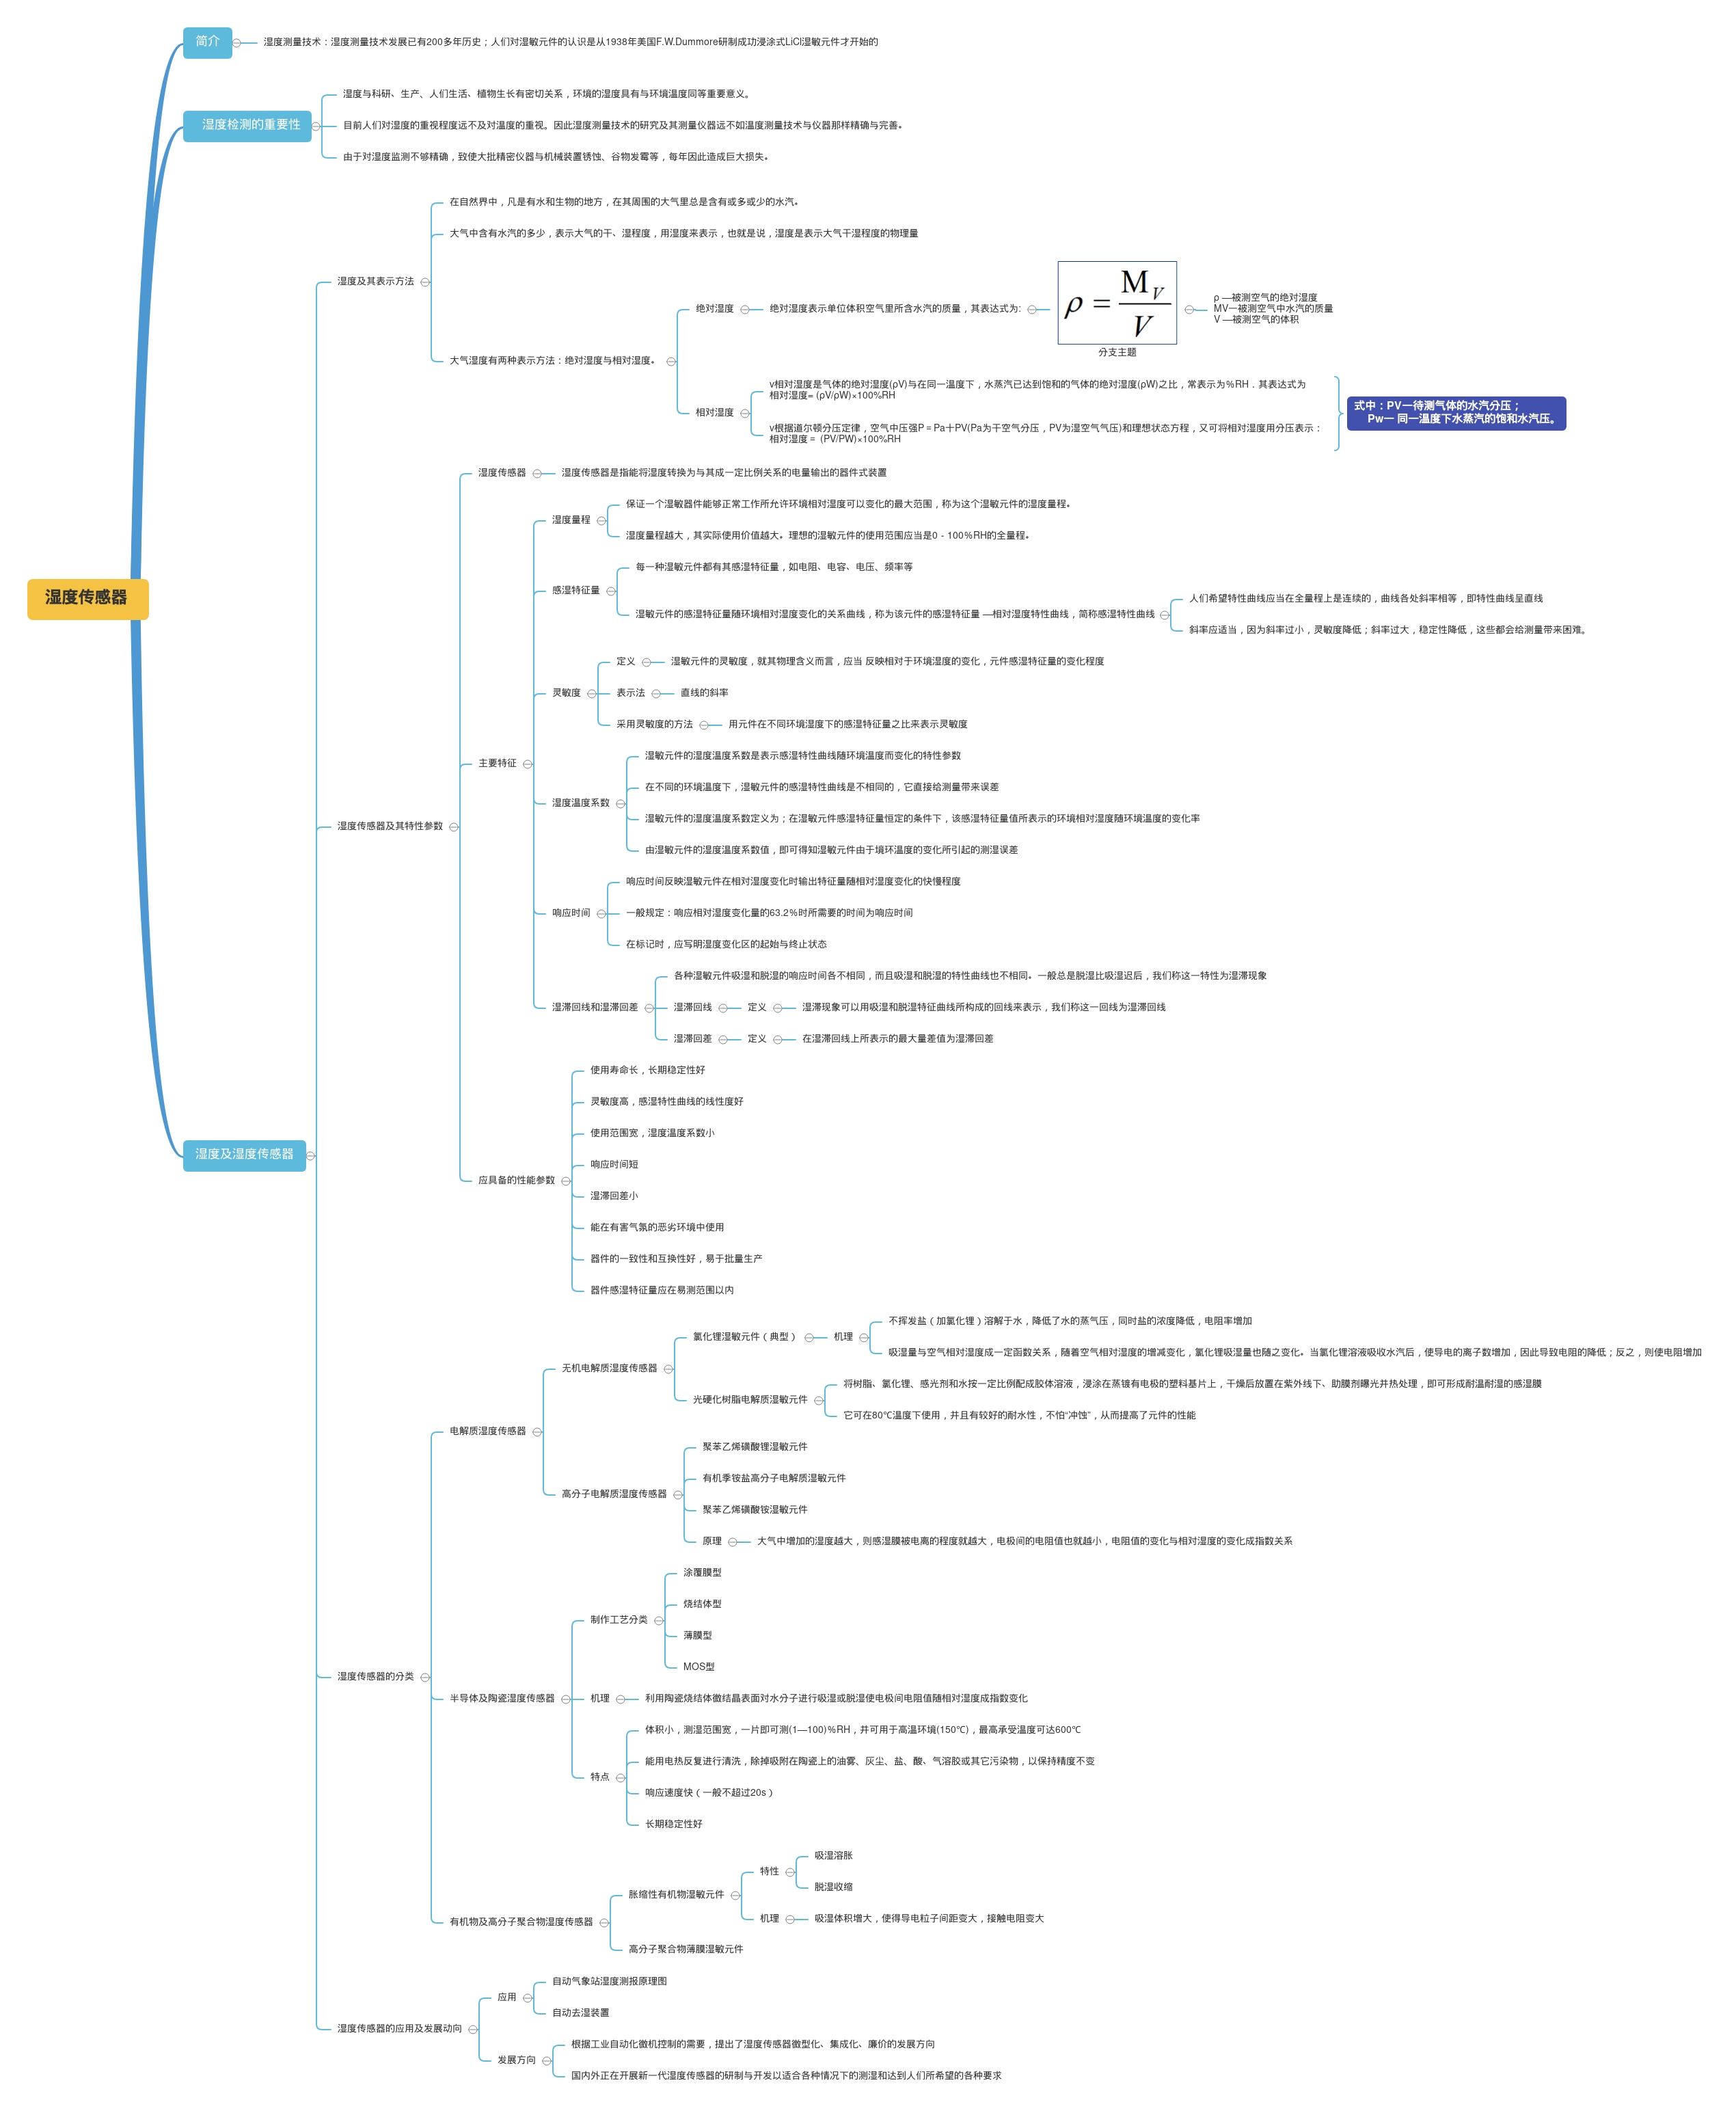 简介
湿度测量技术：湿度测量技术发展已有200多年历史；人们对湿敏元件的认识是从1938年美国F.W.Dummore研制成功浸涂式LiCl湿敏元件才开始的
湿度检测的重要性
湿度与科研、生产、人们生活、植物生长有密切关系，环境的湿度具有与环境温度同等重要意义。
目前人们对湿度的重视程度远不及对温度的重视。因此湿度测量技术的研究及其测量仪器远不如温度测量技术与仪器那样精确与完善。
由于对湿度监测不够精确，致使大批精密仪器与机械装置锈蚀、谷物发霉等，每年因此造成巨大损失。
湿度传感器
湿度及湿度传感器
湿度及其表示方法
在自然界中，凡是有水和生物的地方，在其周围的大气里总是含有或多或少的水汽。
大气中含有水汽的多少，表示大气的干、湿程度，用湿度来表示，也就是说，湿度是表示大气干湿程度的物理量
大气湿度有两种表示方法：绝对湿度与相对湿度。
绝对湿度
绝对湿度表示单位体积空气里所含水汽的质量，其表达式为:
ρ = M_V / V
分支主题
ρ —被测空气的绝对湿度
MV—被测空气中水汽的质量
V —被测空气的体积
相对湿度
v相对湿度是气体的绝对湿度(ρV)与在同一温度下，水蒸汽已达到饱和的气体的绝对湿度(ρW)之比，常表示为%RH．其表达式为
相对湿度= (ρV/ρW)×100%RH
v根据道尔顿分压定律，空气中压强P＝Pa十PV(Pa为干空气分压，PV为湿空气气压)和理想状态方程，又可将相对湿度用分压表示：
相对湿度＝ (PV/PW)×100%RH
式中：PV一待测气体的水汽分压；
Pw一 同一温度下水蒸汽的饱和水汽压。
湿度传感器及其特性参数
湿度传感器
湿度传感器是指能将湿度转换为与其成一定比例关系的电量输出的器件式装置
主要特征
湿度量程
保证一个湿敏器件能够正常工作所允许环境相对湿度可以变化的最大范围，称为这个湿敏元件的湿度量程。
湿度量程越大，其实际使用价值越大。理想的湿敏元件的使用范围应当是0－100%RH的全量程。
感湿特征量
每一种湿敏元件都有其感湿特征量，如电阻、电容、电压、频率等
湿敏元件的感湿特征量随环境相对湿度变化的关系曲线，称为该元件的感湿特征量 —相对湿度特性曲线，简称感湿特性曲线
人们希望特性曲线应当在全量程上是连续的，曲线各处斜率相等，即特性曲线呈直线
斜率应适当，因为斜率过小，灵敏度降低；斜率过大，稳定性降低，这些都会给测量带来困难。
灵敏度
定义
湿敏元件的灵敏度，就其物理含义而言，应当 反映相对于环境湿度的变化，元件感湿特征量的变化程度
表示法
直线的斜率
采用灵敏度的方法
用元件在不同环境湿度下的感湿特征量之比来表示灵敏度
湿度温度系数
湿敏元件的湿度温度系数是表示感湿特性曲线随环境温度而变化的特性参数
在不同的环境温度下，湿敏元件的感湿特性曲线是不相同的，它直接给测量带来误差
湿敏元件的湿度温度系数定义为；在湿敏元件感湿特征量恒定的条件下，该感湿特征量值所表示的环境相对湿度随环境温度的变化率
由湿敏元件的湿度温度系数值，即可得知湿敏元件由于境环温度的变化所引起的测湿误差
响应时间
响应时间反映湿敏元件在相对湿度变化时输出特征量随相对湿度变化的快慢程度
一般规定：响应相对湿度变化量的63.2%时所需要的时间为响应时间
在标记时，应写明湿度变化区的起始与终止状态
湿滞回线和湿滞回差
各种湿敏元件吸湿和脱湿的响应时间各不相同，而且吸湿和脱湿的特性曲线也不相同。一般总是脱湿比吸湿迟后，我们称这一特性为湿滞现象
湿滞回线
定义
湿滞现象可以用吸湿和脱湿特征曲线所构成的回线来表示，我们称这一回线为湿滞回线
湿滞回差
定义
在湿滞回线上所表示的最大量差值为湿滞回差
应具备的性能参数
使用寿命长，长期稳定性好
灵敏度高，感湿特性曲线的线性度好
使用范围宽，湿度温度系数小
响应时间短
湿滞回差小
能在有害气氛的恶劣环境中使用
器件的一致性和互换性好，易于批量生产
器件感湿特征量应在易测范围以内
湿度传感器的分类
电解质湿度传感器
无机电解质湿度传感器
氯化锂湿敏元件（典型）
机理
不挥发盐（加氯化锂）溶解于水，降低了水的蒸气压，同时盐的浓度降低，电阻率增加
吸湿量与空气相对湿度成一定函数关系，随着空气相对湿度的增减变化，氯化锂吸湿量也随之变化。当氯化锂溶液吸收水汽后，使导电的离子数增加，因此导致电阻的降低；反之，则使电阻增加
光硬化树脂电解质湿敏元件
将树脂、氯化锂、感光剂和水按一定比例配成胶体溶液，浸涂在蒸镀有电极的塑料基片上，干燥后放置在紫外线下、助膜剂曝光并热处理，即可形成耐温耐湿的感湿膜
它可在80℃温度下使用，并且有较好的耐水性，不怕“冲蚀”，从而提高了元件的性能
高分子电解质湿度传感器
聚苯乙烯磺酸锂湿敏元件
有机季铵盐高分子电解质湿敏元件
聚苯乙烯磺酸铵湿敏元件
原理
大气中增加的湿度越大，则感湿膜被电离的程度就越大，电极间的电阻值也就越小，电阻值的变化与相对湿度的变化成指数关系
半导体及陶瓷湿度传感器
制作工艺分类
涂覆膜型
烧结体型
薄膜型
MOS型
机理
利用陶瓷烧结体微结晶表面对水分子进行吸湿或脱湿使电极间电阻值随相对湿度成指数变化
特点
体积小，测湿范围宽，一片即可测(1—100)%RH，并可用于高温环境(150℃)，最高承受温度可达600℃
能用电热反复进行清洗，除掉吸附在陶瓷上的油雾、灰尘、盐、酸、气溶胶或其它污染物，以保持精度不变
响应速度快（一般不超过20s）
长期稳定性好
有机物及高分子聚合物湿度传感器
胀缩性有机物湿敏元件
特性
吸湿溶胀
脱湿收缩
机理
吸湿体积增大，使得导电粒子间距变大，接触电阻变大
高分子聚合物薄膜湿敏元件
湿度传感器的应用及发展动向
应用
自动气象站湿度测报原理图
自动去湿装置
发展方向
根据工业自动化微机控制的需要，提出了湿度传感器微型化、集成化、廉价的发展方向
国内外正在开展新一代湿度传感器的研制与开发以适合各种情况下的测湿和达到人们所希望的各种要求